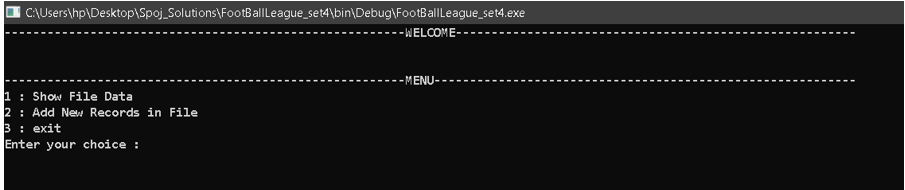 C:\Users\hp\Desktop\Spoj_Solutions\FootBallLeague_set4\bin\Debug\FootBallLeague_set4.exe
--------------------------------------------------------WELCOME--------------------------------------------------------
--------------------------------------------------------MENU-----------------------------------------------------------
1 : Show File Data
2 : Add New Records in File
3 : exit
Enter your choice :